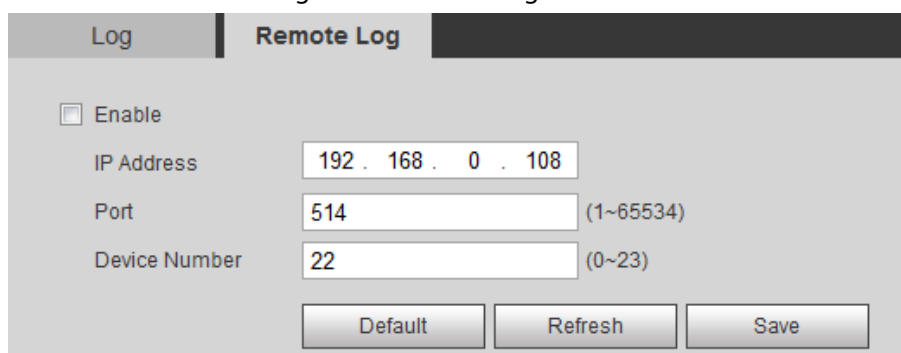 Log Remote Log
Enable
IP Address 192 . 168 . 0 . 108
Port 514 (1~65534)
Device Number 22 (0~23)
Default Refresh Save